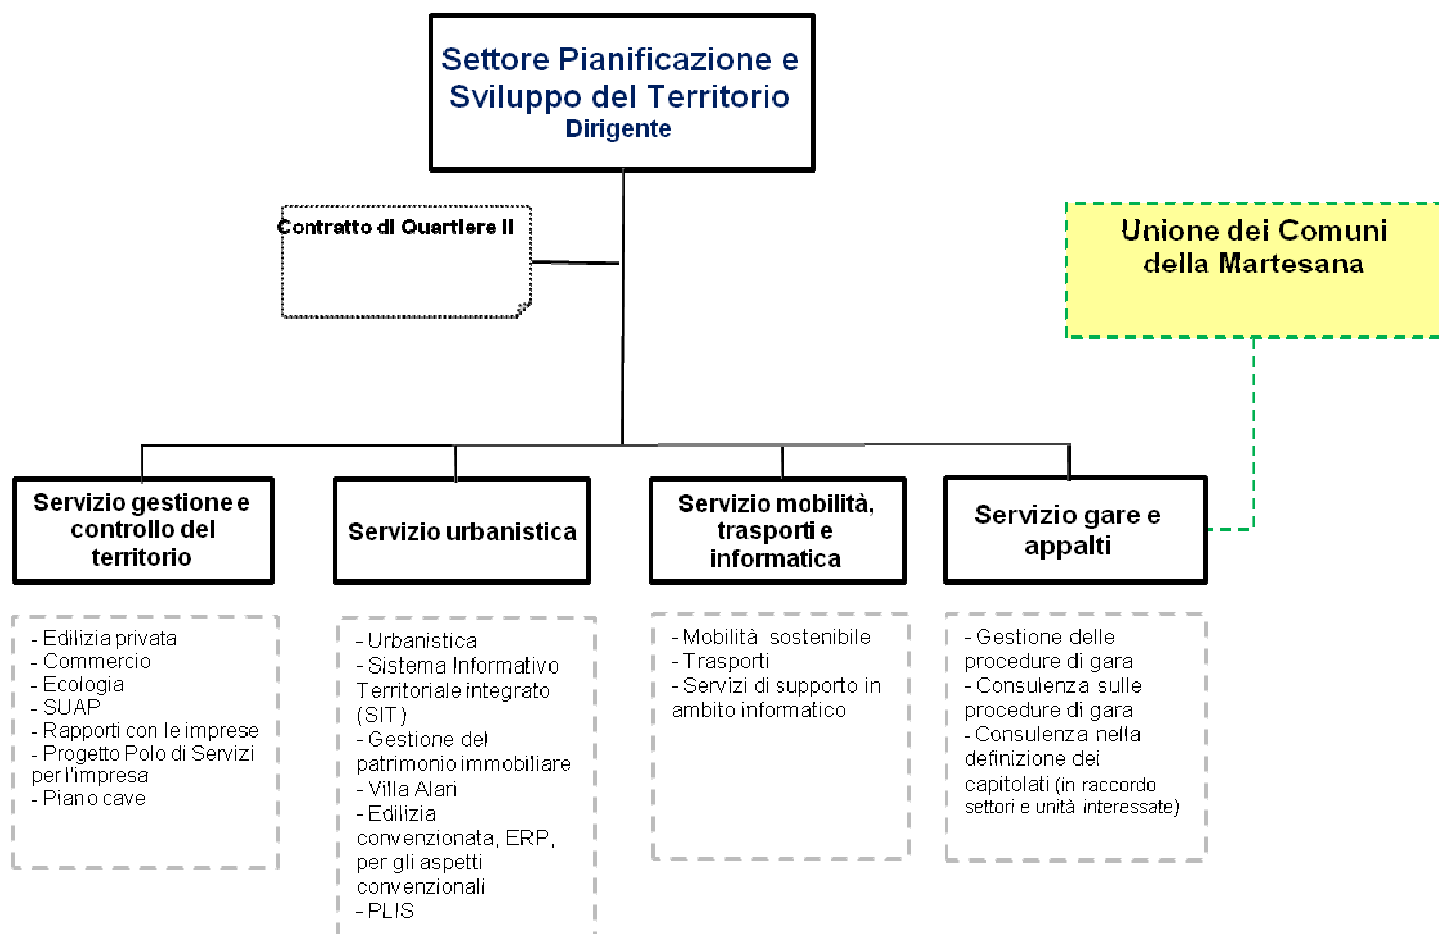 Settore Pianificazione e
Sviluppo del Territorio
Dirigente
Contratto di Quartiere II
Unione dei Comuni
della Martesana
Servizio gestione e
controllo del
territorio
- Edilizia privata
- Commercio
- Ecologia
- SUAP
- Rapporti con le imprese
- Progetto Polo di Servizi
per l'impresa
- Piano cave
Servizio urbanistica
- Urbanistica
- Sistema Informativo
Territoriale integrato
(SIT)
- Gestione del
patrimonio immobiliare
- Villa Alari
- Edilizia
convenzionata, ERP,
per gli aspetti
convenzionali
- PLIS
Servizio mobilità,
trasporti e
informatica
- Mobilità sostenibile
- Trasporti
- Servizi di supporto in
ambito informatico
Servizio gare e
appalti
- Gestione delle
procedure di gara
- Consulenza sulle
procedure di gara
- Consulenza nella
definizione dei
capitolati (in raccordo
settori e unità interessate)